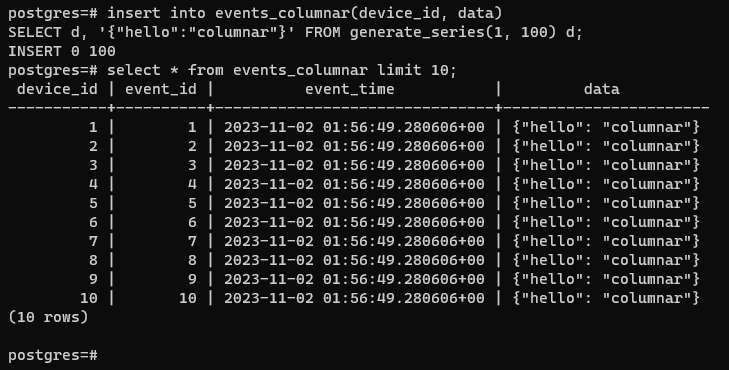 postgres=# insert into events_columnar(device_id, data)
SELECT d, '{"hello":"columnar"}' FROM generate_series(1, 100) d;
INSERT 0 100
postgres=# select * from events_columnar limit 10;
 device_id | event_id |          event_time           |         data
-----------+----------+-------------------------------+-----------------------
         1 |        1 | 2023-11-02 01:56:49.280606+00 | {"hello": "columnar"}
         2 |        2 | 2023-11-02 01:56:49.280606+00 | {"hello": "columnar"}
         3 |        3 | 2023-11-02 01:56:49.280606+00 | {"hello": "columnar"}
         4 |        4 | 2023-11-02 01:56:49.280606+00 | {"hello": "columnar"}
         5 |        5 | 2023-11-02 01:56:49.280606+00 | {"hello": "columnar"}
         6 |        6 | 2023-11-02 01:56:49.280606+00 | {"hello": "columnar"}
         7 |        7 | 2023-11-02 01:56:49.280606+00 | {"hello": "columnar"}
         8 |        8 | 2023-11-02 01:56:49.280606+00 | {"hello": "columnar"}
         9 |        9 | 2023-11-02 01:56:49.280606+00 | {"hello": "columnar"}
        10 |       10 | 2023-11-02 01:56:49.280606+00 | {"hello": "columnar"}
(10 rows)

postgres=#